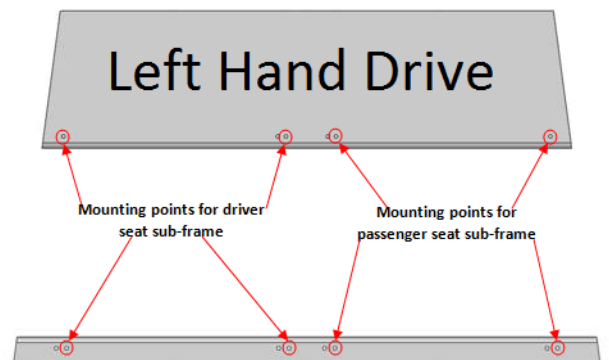 Left Hand Drive
Mounting points for driver
seat sub-frame
Mounting points for
passenger seat sub-frame